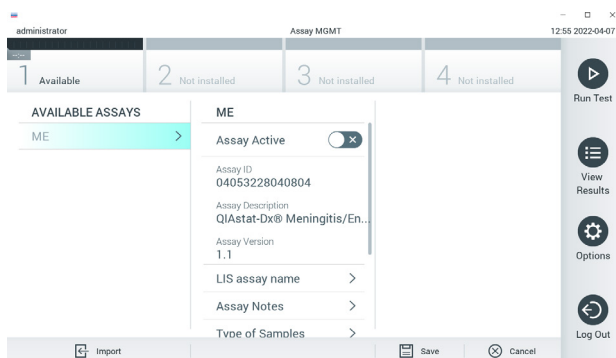 administrator Assay MGMT 12:55 2022-04-07
--:--
1 Available 2 Not installed 3 Not installed 4 Not installed
Run Test
AVAILABLE ASSAYS
ME
ME
Assay Active
Assay ID
04053228040804
Assay Description
QIAstat-Dx® Meningitis/En...
Assay Version
1.1
LIS assay name
Assay Notes
Type of Samples
View
Results
Options
Log Out
Import Save Cancel